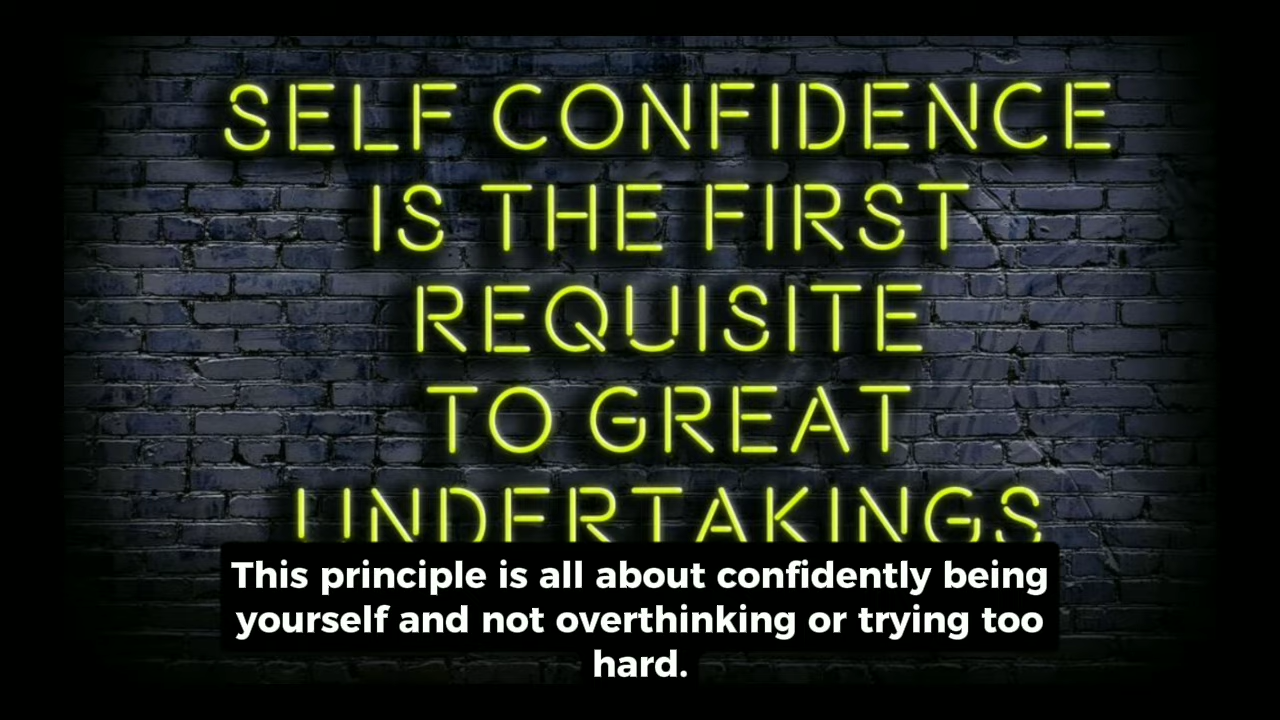 SELF CONFIDENCE
IS THE FIRST
REQUISITE
TO GREAT
UNDERTAKINGS
This principle is all about confidently being
yourself and not overthinking or trying too
hard.